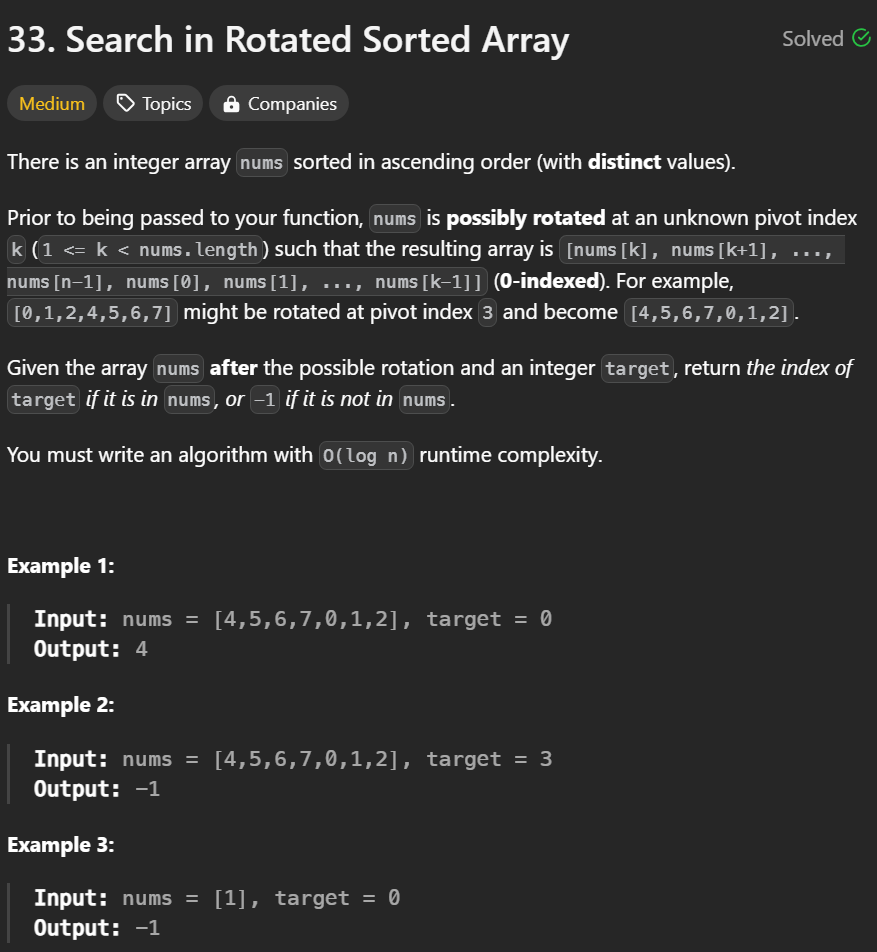 33. Search in Rotated Sorted Array
Solved
Medium
Topics
Companies
There is an integer array nums sorted in ascending order (with distinct values).
Prior to being passed to your function, nums is possibly rotated at an unknown pivot index
k (1 <= k < nums.length) such that the resulting array is [nums[k], nums[k+1], ...,
nums[n-1], nums[0], nums[1], ..., nums[k-1]] (0-indexed). For example,
[0,1,2,4,5,6,7] might be rotated at pivot index 3 and become [4,5,6,7,0,1,2].
Given the array nums after the possible rotation and an integer target, return the index of
target if it is in nums, or -1 if it is not in nums.
You must write an algorithm with O(log n) runtime complexity.
Example 1:
Input: nums = [4,5,6,7,0,1,2], target = 0
Output: 4
Example 2:
Input: nums = [4,5,6,7,0,1,2], target = 3
Output: -1
Example 3:
Input: nums = [1], target = 0
Output: -1